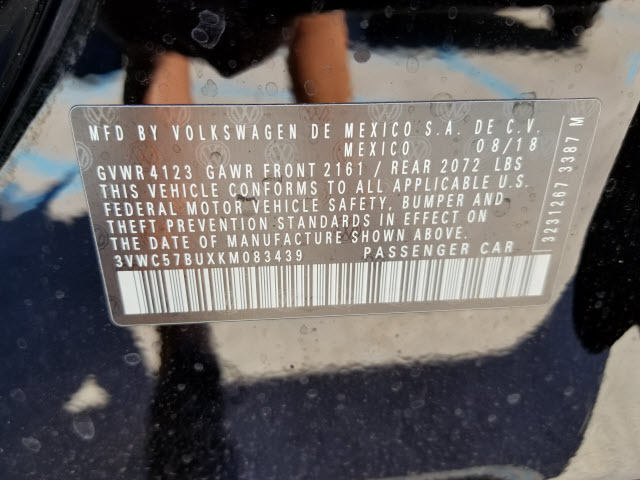 MFD BY VOLKSWAGEN DE MEXICO S.A. DE C.V.
MEXICO 08/18
GVWR 4123 GAWR FRONT 2161 / REAR 2072 LBS
THIS VEHICLE CONFORMS TO ALL APPLICABLE U.S.
FEDERAL MOTOR VEHICLE SAFETY, BUMPER AND
THEFT PREVENTION STANDARDS IN EFFECT ON
THE DATE OF MANUFACTURE SHOWN ABOVE.
3VWC57BUXKM083439 PASSENGER CAR
3231267 3387 M